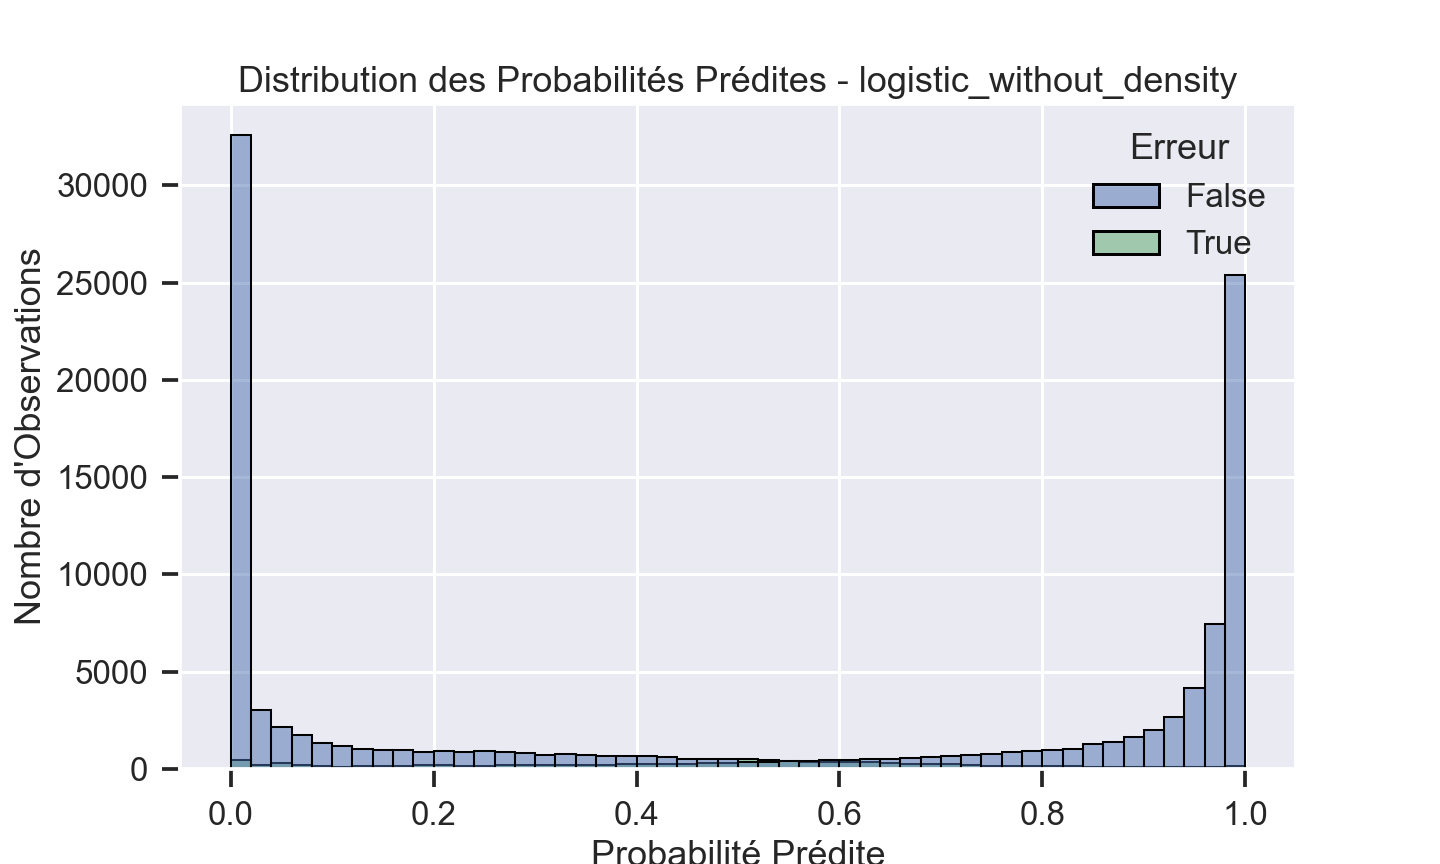 Distribution des Probabilités Prédites - logistic_without_density
Erreur
False
True
Nombre d'Observations
30000
25000
20000
15000
10000
5000
0
0.0
0.2
0.4
0.6
0.8
1.0
Probabilité Prédite